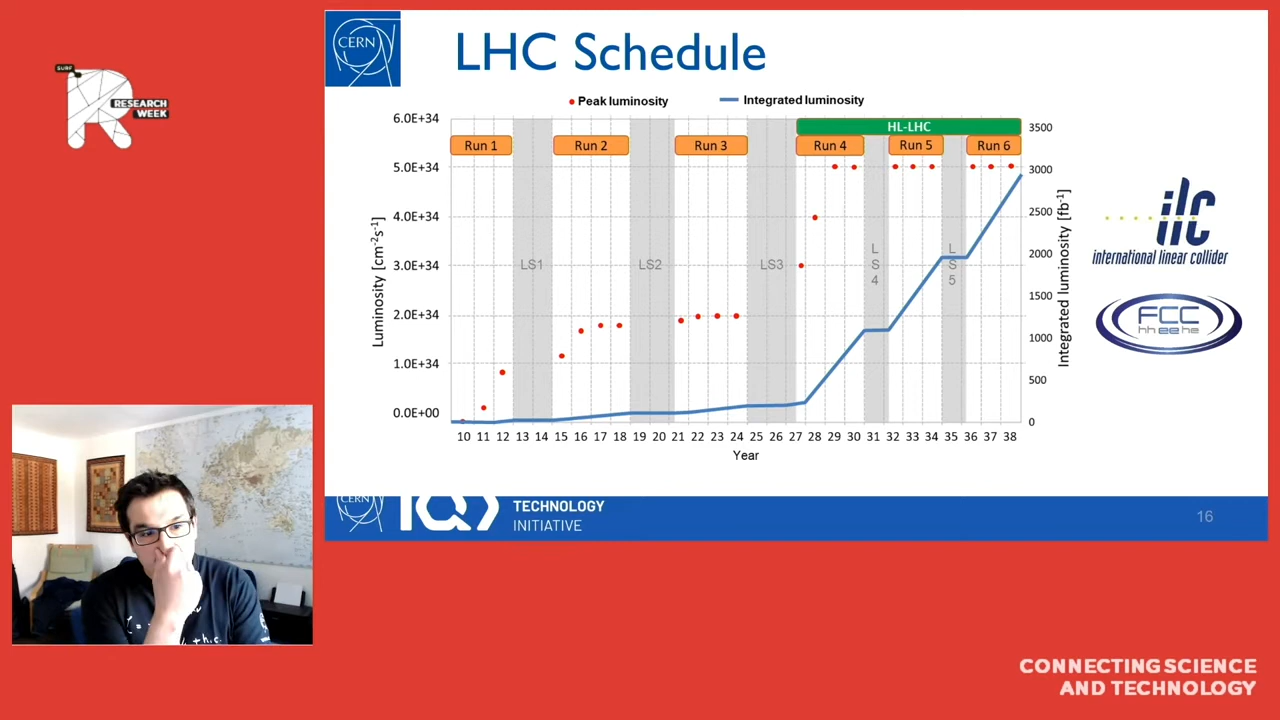 SURF
RESEARCH
WEEK
CERN
LHC Schedule
Peak luminosity
Integrated luminosity
6.0E+34
5.0E+34
4.0E+34
3.0E+34
2.0E+34
1.0E+34
0.0E+00
Luminosity [cm-2s-1]
HL-LHC
Run 1
Run 2
Run 3
Run 4
Run 5
Run 6
LS1
LS2
LS3
L
S
4
L
S
5
3500
3000
2500
2000
1500
1000
500
0
Integrated luminosity [fb-1]
10 11 12 13 14 15 16 17 18 19 20 21 22 23 24 25 26 27 28 29 30 31 32 33 34 35 36 37 38
Year
ilc
international linear collider
FCC
hh ee he
CERN
TECHNOLOGY
INITIATIVE
16
CONNECTING SCIENCE
AND TECHNOLOGY